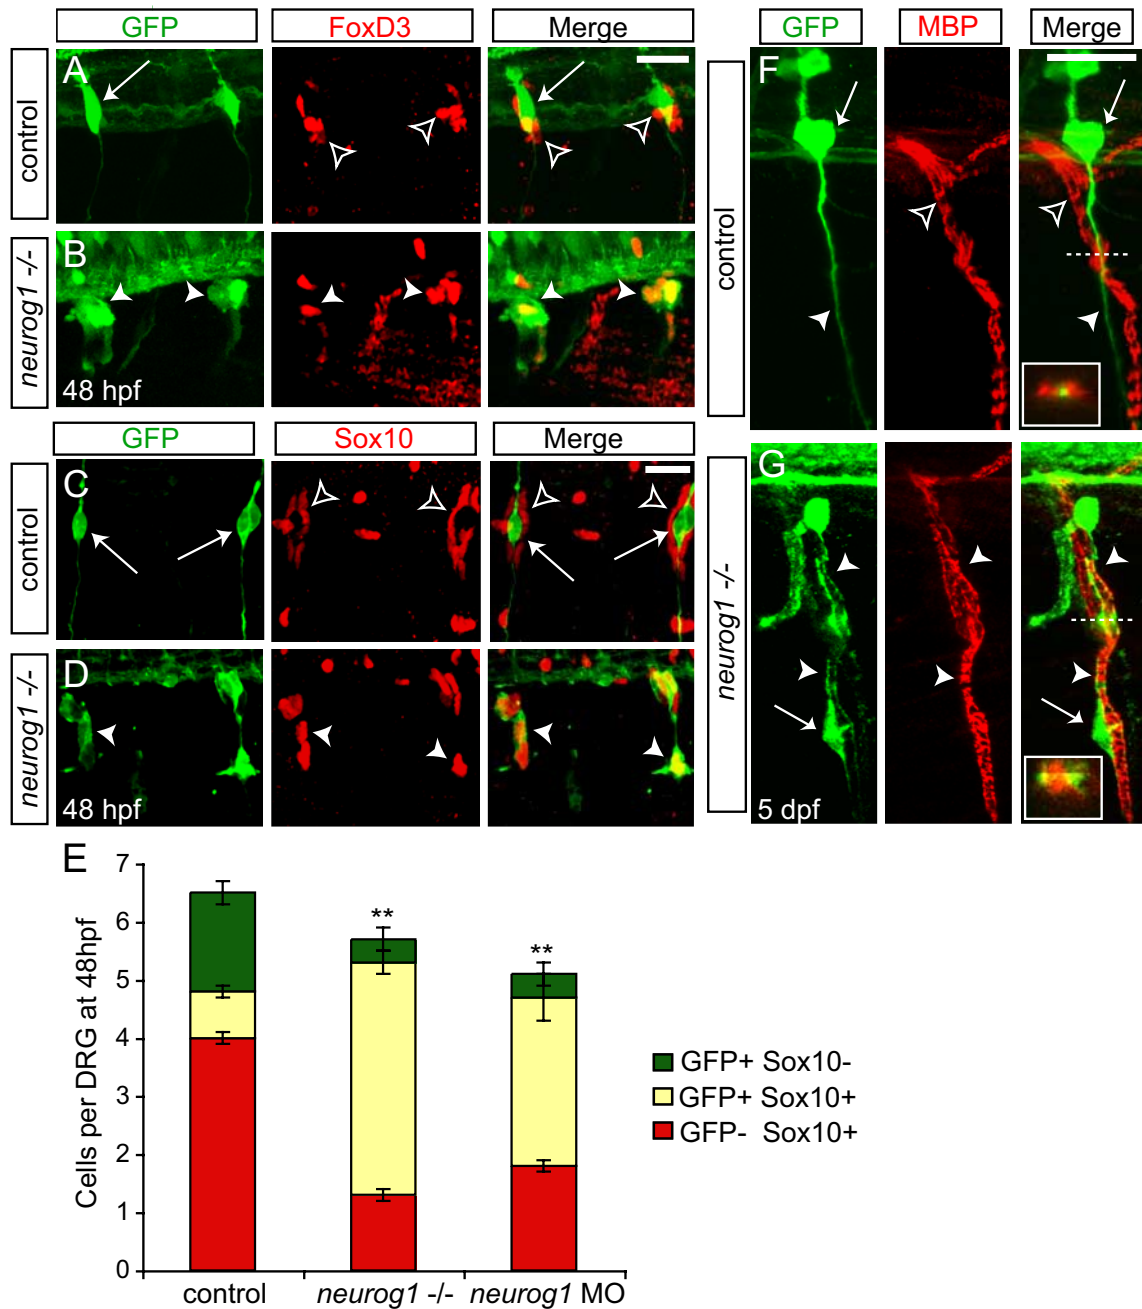 GFP FoxD3 Merge
A
control
B
neurog1 -/-
48 hpf
GFP Sox10 Merge
C
control
D
neurog1 -/-
48 hpf
GFP MBP Merge
F
control
G
neurog1 -/-
5 dpf
E
Cells per DRG at 48hpf
7
6
5
4
3
2
1
0
**
**
control neurog1 -/- neurog1 MO
GFP+ Sox10-
GFP+ Sox10+
GFP- Sox10+